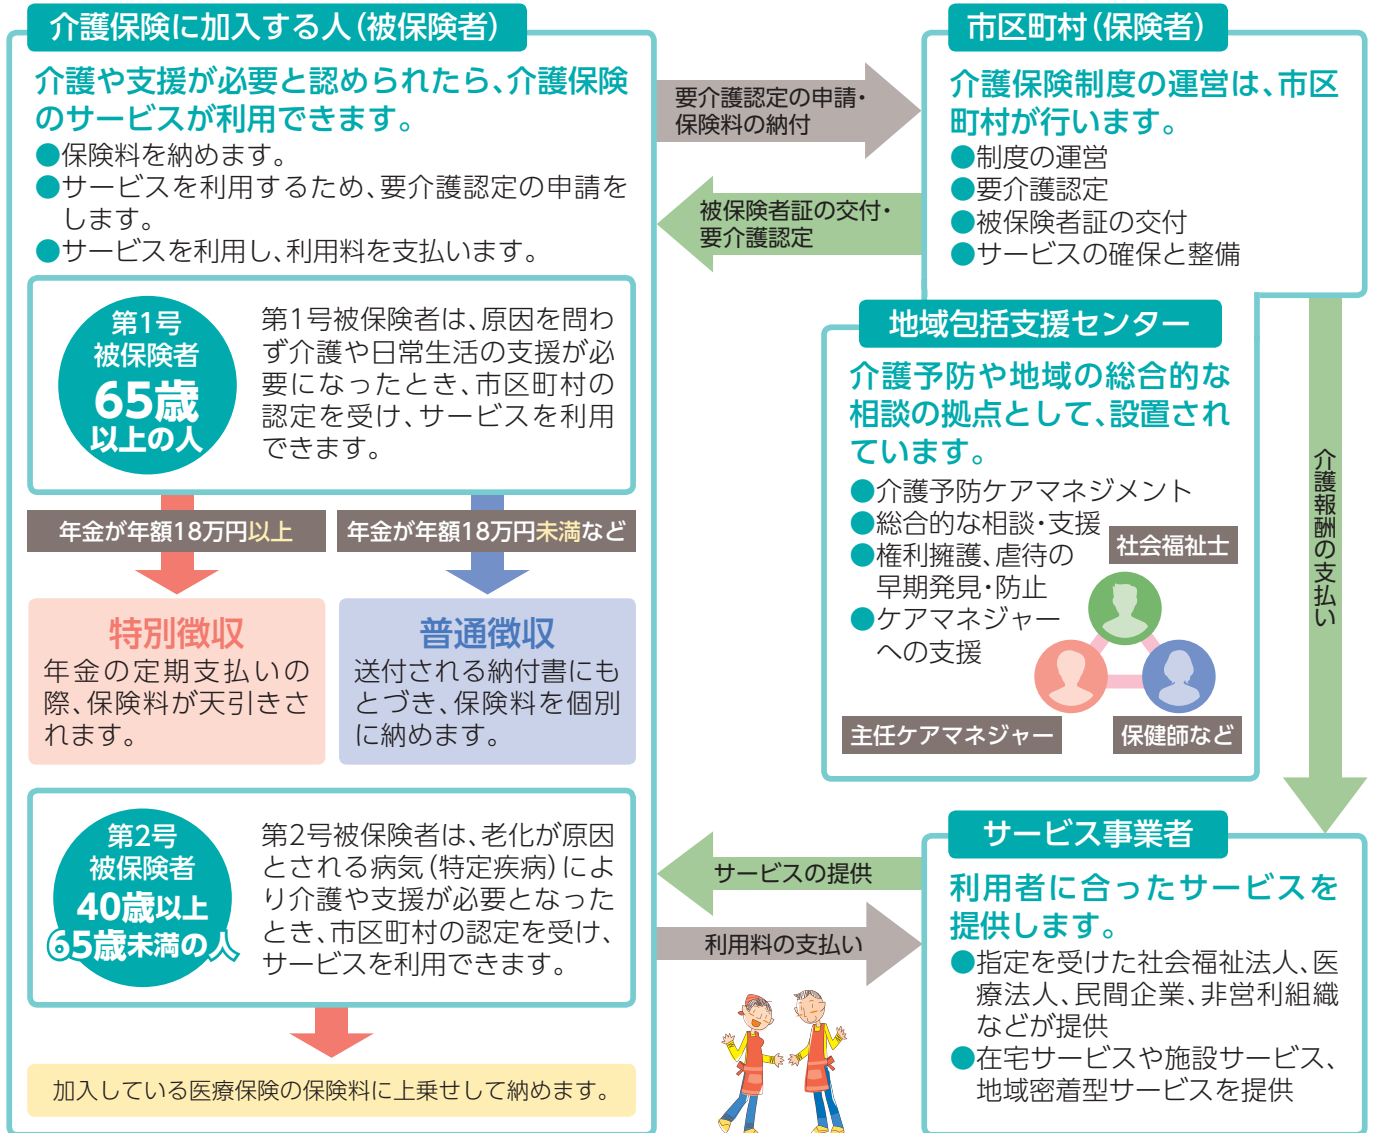 介護保険に加入する人(被保険者)
介護や支援が必要と認められたら、介護保険
のサービスが利用できます。
●保険料を納めます。
●サービスを利用するため、要介護認定の申請を
します。
●サービスを利用し、利用料を支払います。
第1号
被保険者
65歳
以上の人
第1号被保険者は、原因を問わ
ず介護や日常生活の支援が必
要になったとき、市区町村の
認定を受け、サービスを利用
できます。
年金が年額18万円以上
年金が年額18万円未満など
特別徴収
年金の定期支払いの
際、保険料が天引きさ
れます。
普通徴収
送付される納付書にも
とづき、保険料を個別
に納めます。
第2号
被保険者
40歳以上
65歳未満の人
第2号被保険者は、老化が原因
とされる病気(特定疾病)によ
り介護や支援が必要となった
とき、市区町村の認定を受け、
サービスを利用できます。
加入している医療保険の保険料に上乗せして納めます。
要介護認定の申請・
保険料の納付
被保険者証の交付・
要介護認定
市区町村(保険者)
介護保険制度の運営は、市区
町村が行います。
●制度の運営
●要介護認定
●被保険者証の交付
●サービスの確保と整備
地域包括支援センター
介護予防や地域の総合的な
相談の拠点として、設置され
ています。
●介護予防ケアマネジメント
●総合的な相談・支援
●権利擁護、虐待の
早期発見・防止
●ケアマネジャー
への支援
社会福祉士
主任ケアマネジャー
保健師など
介護報酬の支払い
サービスの提供
利用料の支払い
サービス事業者
利用者に合ったサービスを
提供します。
●指定を受けた社会福祉法人、医
療法人、民間企業、非営利組織
などが提供
●在宅サービスや施設サービス、
地域密着型サービスを提供